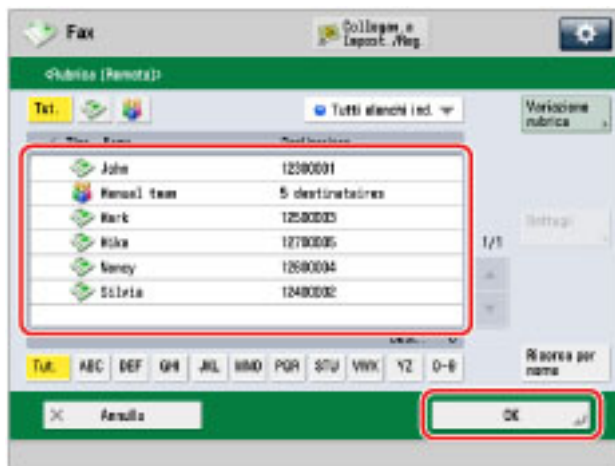 Fax
Collegam. a
Impost./Reg.
<Rubrica (Remota)>
Tut.
Tutti elenchi ind.
Variazione
rubrica
John 12300001
Manual team 5 destinataires
Mark 12500003
Mike 12700005
Nancy 12600004
Silvia 12400002
1/1
Dettagli
Tut. ABC DEF GHI JKL MNO PQR STU VWX YZ 0-9
Ricerca per
nome
Annulla
OK